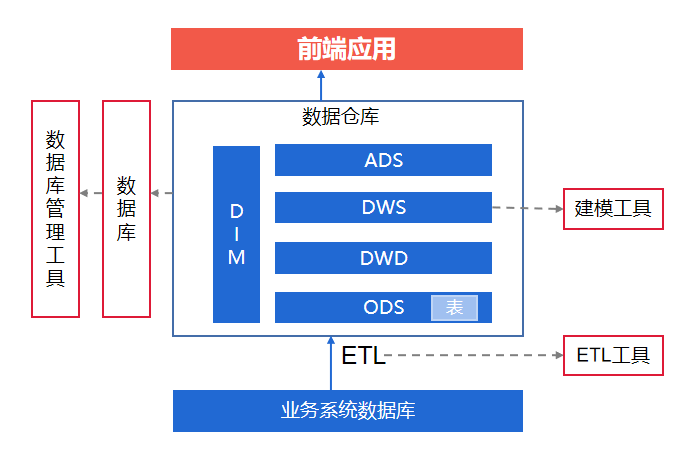 前端应用
数据仓库
数据库管理工具
数据库
DIM
ADS
DWS
建模工具
DWD
ODS
表
ETL
ETL工具
业务系统数据库